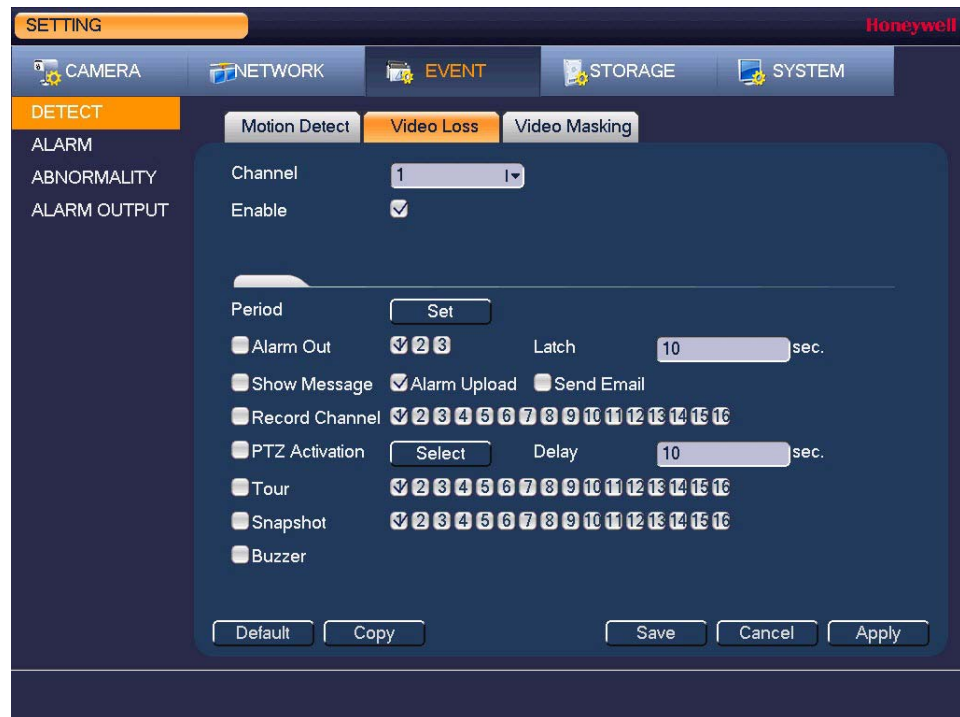 SETTING
Honeywell
CAMERA NETWORK EVENT STORAGE SYSTEM
DETECT
ALARM
ABNORMALITY
ALARM OUTPUT
Motion Detect Video Loss Video Masking
Channel 1
Enable
Period Set
Alarm Out 1 2 3 Latch 10 sec.
Show Message Alarm Upload Send Email
Record Channel 1 2 3 4 5 6 7 8 9 10 11 12 13 14 15 16
PTZ Activation Select Delay 10 sec.
Tour 1 2 3 4 5 6 7 8 9 10 11 12 13 14 15 16
Snapshot 1 2 3 4 5 6 7 8 9 10 11 12 13 14 15 16
Buzzer
Default Copy Save Cancel Apply